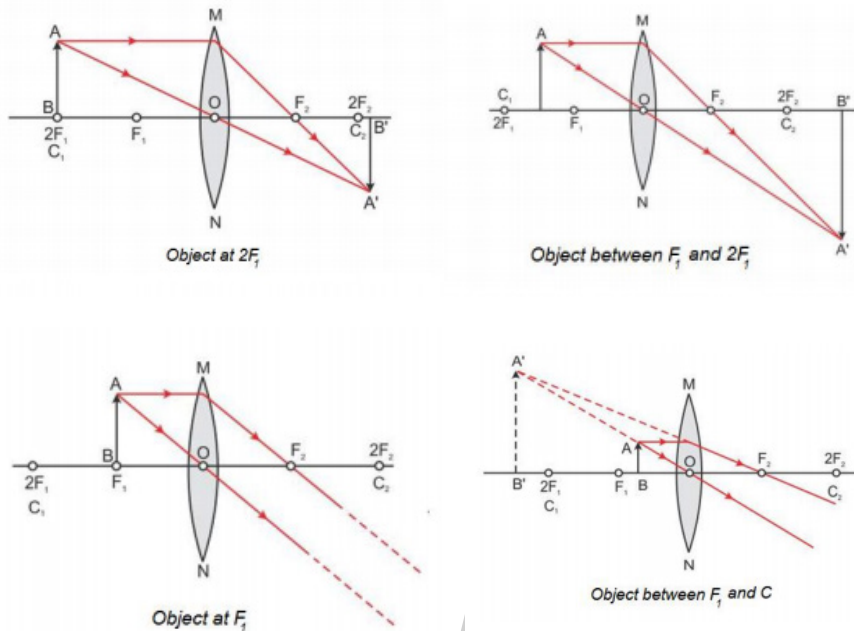 M
A
B
O
F₂
2F₂
2F₁
F₁
C₂
B'
C₁
A'
N
Object at 2F₁
M
A
C₁
O
F₂
2F₂
B'
2F₁
F₁
C₂
N
A'
Object between F₁ and 2F₁
M
A
B
O
F₂
2F₂
2F₁
F₁
C₂
C₁
N
Object at F₁
A'
M
A
O
F₂
2F₂
B'
2F₁
F₁
B
C₂
C₁
N
Object between F₁ and C